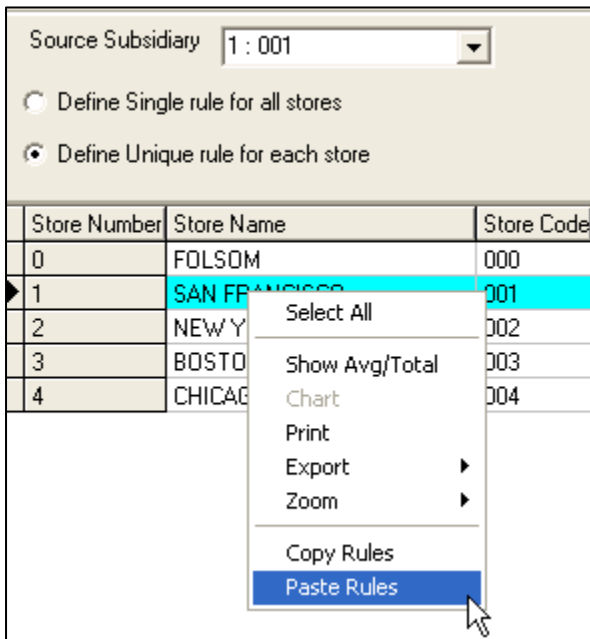 Source Subsidiary 1 : 001
Define Single rule for all stores
Define Unique rule for each store
Store Number Store Name Store Code
0 FOLSOM 000
1 SAN 001
2 NEW 002
3 003
4 004
Select All
Show Avg/Total
Chart
Print
Export
Zoom
Copy Rules
Paste Rules